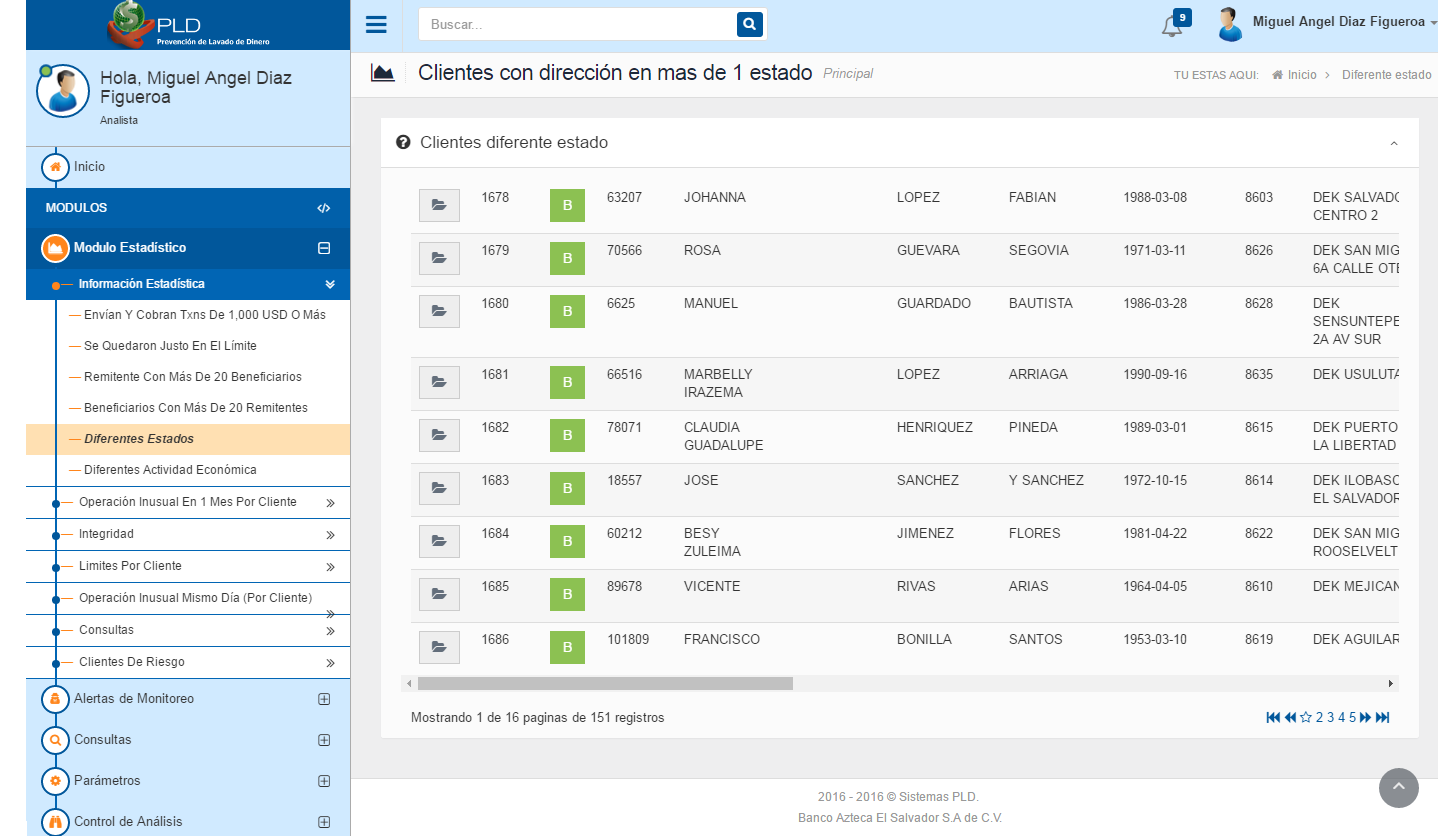 PLD
Prevención de Lavado de Dinero
Buscar...
9
Miguel Angel Diaz Figueroa
Hola, Miguel Angel Diaz
Figueroa
Analista
Clientes con dirección en mas de 1 estado Principal
TU ESTAS AQUI: Inicio > Diferente estado
Inicio
MODULOS
Modulo Estadístico
Información Estadística
Envían Y Cobran Txns De 1,000 USD O Más
Se Quedaron Justo En El Límite
Remitente Con Más De 20 Beneficiarios
Beneficiarios Con Más De 20 Remitentes
Diferentes Estados
Diferentes Actividad Económica
Operación Inusual En 1 Mes Por Cliente
Integridad
Limites Por Cliente
Operación Inusual Mismo Día (Por Cliente)
Consultas
Clientes De Riesgo
Alertas de Monitoreo
Consultas
Parámetros
Control de Análisis
Clientes diferente estado
1678 B 63207 JOHANNA LOPEZ FABIAN 1988-03-08 8603 DEK SALVADO
CENTRO 2
1679 B 70566 ROSA GUEVARA SEGOVIA 1971-03-11 8626 DEK SAN MIG
6A CALLE OTE
1680 B 6625 MANUEL GUARDADO BAUTISTA 1986-03-28 8628 DEK
SENSUNTEPE
2A AV SUR
1681 B 66516 MARBELLY LOPEZ ARRIAGA 1990-09-16 8635 DEK USULUTA
IRAZEMA
1682 B 78071 CLAUDIA HENRIQUEZ PINEDA 1989-03-01 8615 DEK PUERTO
GUADALUPE LA LIBERTAD
1683 B 18557 JOSE SANCHEZ Y SANCHEZ 1972-10-15 8614 DEK ILOBASC
EL SALVADOR
1684 B 60212 BESY JIMENEZ FLORES 1981-04-22 8622 DEK SAN MIG
ZULEIMA ROOSELVELT
1685 B 89678 VICENTE RIVAS ARIAS 1964-04-05 8610 DEK MEJICAN
1686 B 101809 FRANCISCO BONILLA SANTOS 1953-03-10 8619 DEK AGUILAR
Mostrando 1 de 16 paginas de 151 registros
2 3 4 5
2016 - 2016 © Sistemas PLD.
Banco Azteca El Salvador S.A de C.V.